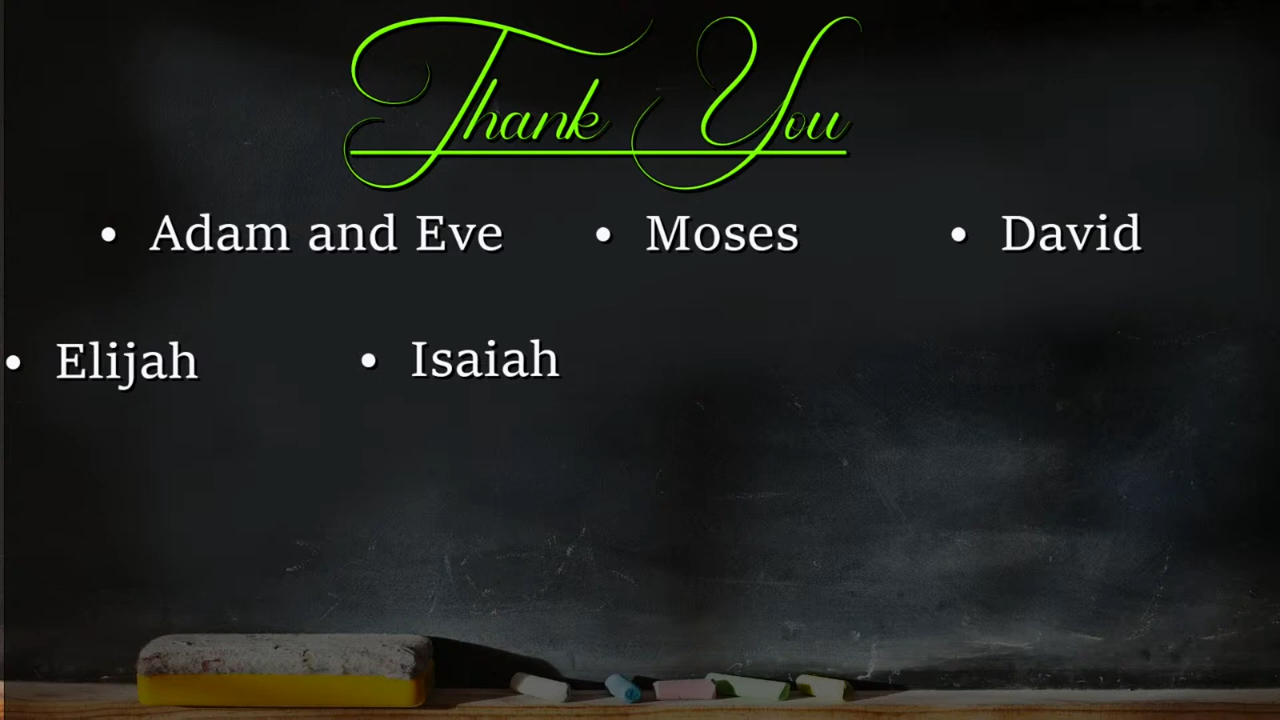 Thank You
• Adam and Eve • Moses • David
• Elijah • Isaiah